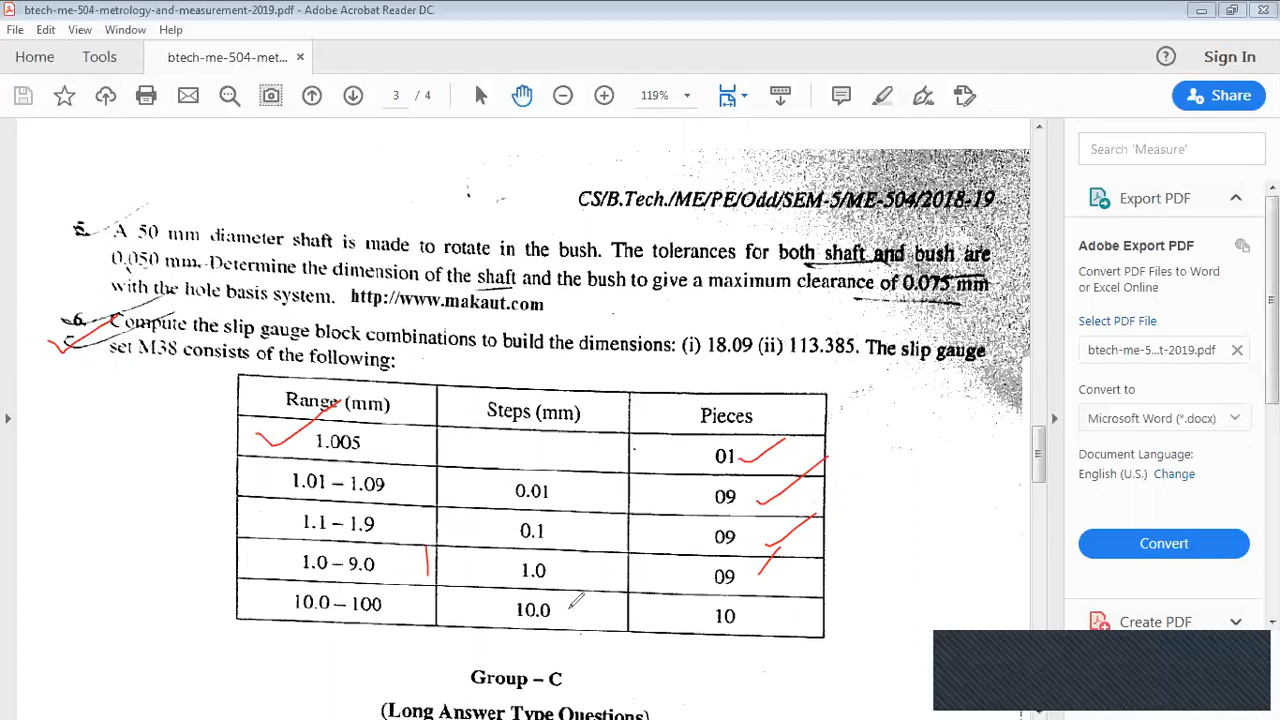 btech-me-504-metrology-and-measurement-2019.pdf - Adobe Acrobat Reader DC
File Edit View Window Help
Home Tools btech-me-504-met... × Sign In
3 / 4 119% Share
CS/B.Tech./ME/PE/Odd/SEM-5/ME-504/2018-19
5. A 50 mm diameter shaft is made to rotate in the bush. The tolerances for both shaft and bush are
0.050 mm. Determine the dimension of the shaft and the bush to give a maximum clearance of 0.075 mm
with the hole basis system. http://www.makaut.com
6. Compute the slip gauge block combinations to build the dimensions: (i) 18.09 (ii) 113.385. The slip gauge
set M38 consists of the following:
Range (mm) Steps (mm) Pieces
1.005 01
1.01 – 1.09 0.01 09
1.1 – 1.9 0.1 09
1.0 – 9.0 1.0 09
10.0 – 100 10.0 10
Group – C
(Long Answer Type Questions)
Search 'Measure'
Export PDF
Adobe Export PDF
Convert PDF Files to Word
or Excel Online
Select PDF File
btech-me-5...t-2019.pdf ×
Convert to
Microsoft Word (*.docx)
Document Language:
English (U.S.) Change
Convert
Create PDF